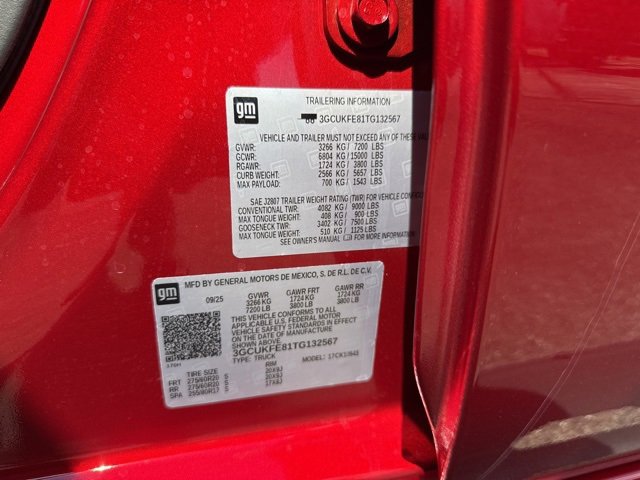 gm
TRAILERING INFORMATION
3GCUKFE81TG132567
VEHICLE AND TRAILER MUST NOT EXCEED ANY OF THESE
GVWR: 3266 KG / 7200 LBS
GCWR: 6804 KG / 15000 LBS
RGAWR: 1724 KG / 3800 LBS
CURB WEIGHT: 2566 KG / 5657 LBS
MAX PAYLOAD: 700 KG / 1543 LBS
SAE J2807 TRAILER WEIGHT RATING (TWR) FOR VEHICLE
CONVENTIONAL TWR: 4082 KG / 9000 LBS
MAX TONGUE WEIGHT: 408 KG / 900 LBS
GOOSENECK TWR: 3402 KG / 7500 LBS
MAX TONGUE WEIGHT: 510 KG / 1125 LBS
SEE OWNER'S MANUAL FOR MORE INFORMATION
gm
MFD BY GENERAL MOTORS DE MEXICO, S. DE R.L. DE C.V.
09/25 GVWR GAWR FRT GAWR RR
3266 KG 1724 KG 1724 KG
7200 LB 3800 LB 3800 LB
THIS VEHICLE CONFORMS TO ALL
APPLICABLE U.S. FEDERAL MOTOR
VEHICLE SAFETY STANDARDS IN EFFECT
ON THE DATE OF MANUFACTURE
SHOWN ABOVE.
3GCUKFE81TG132567
TYPE: TRUCK MODEL:
TIRE SIZE RIM
FRT 275/60R20 S 20X9J
RR 275/60R20 S 20X9J
SPA 255/80R17 S 17X8J